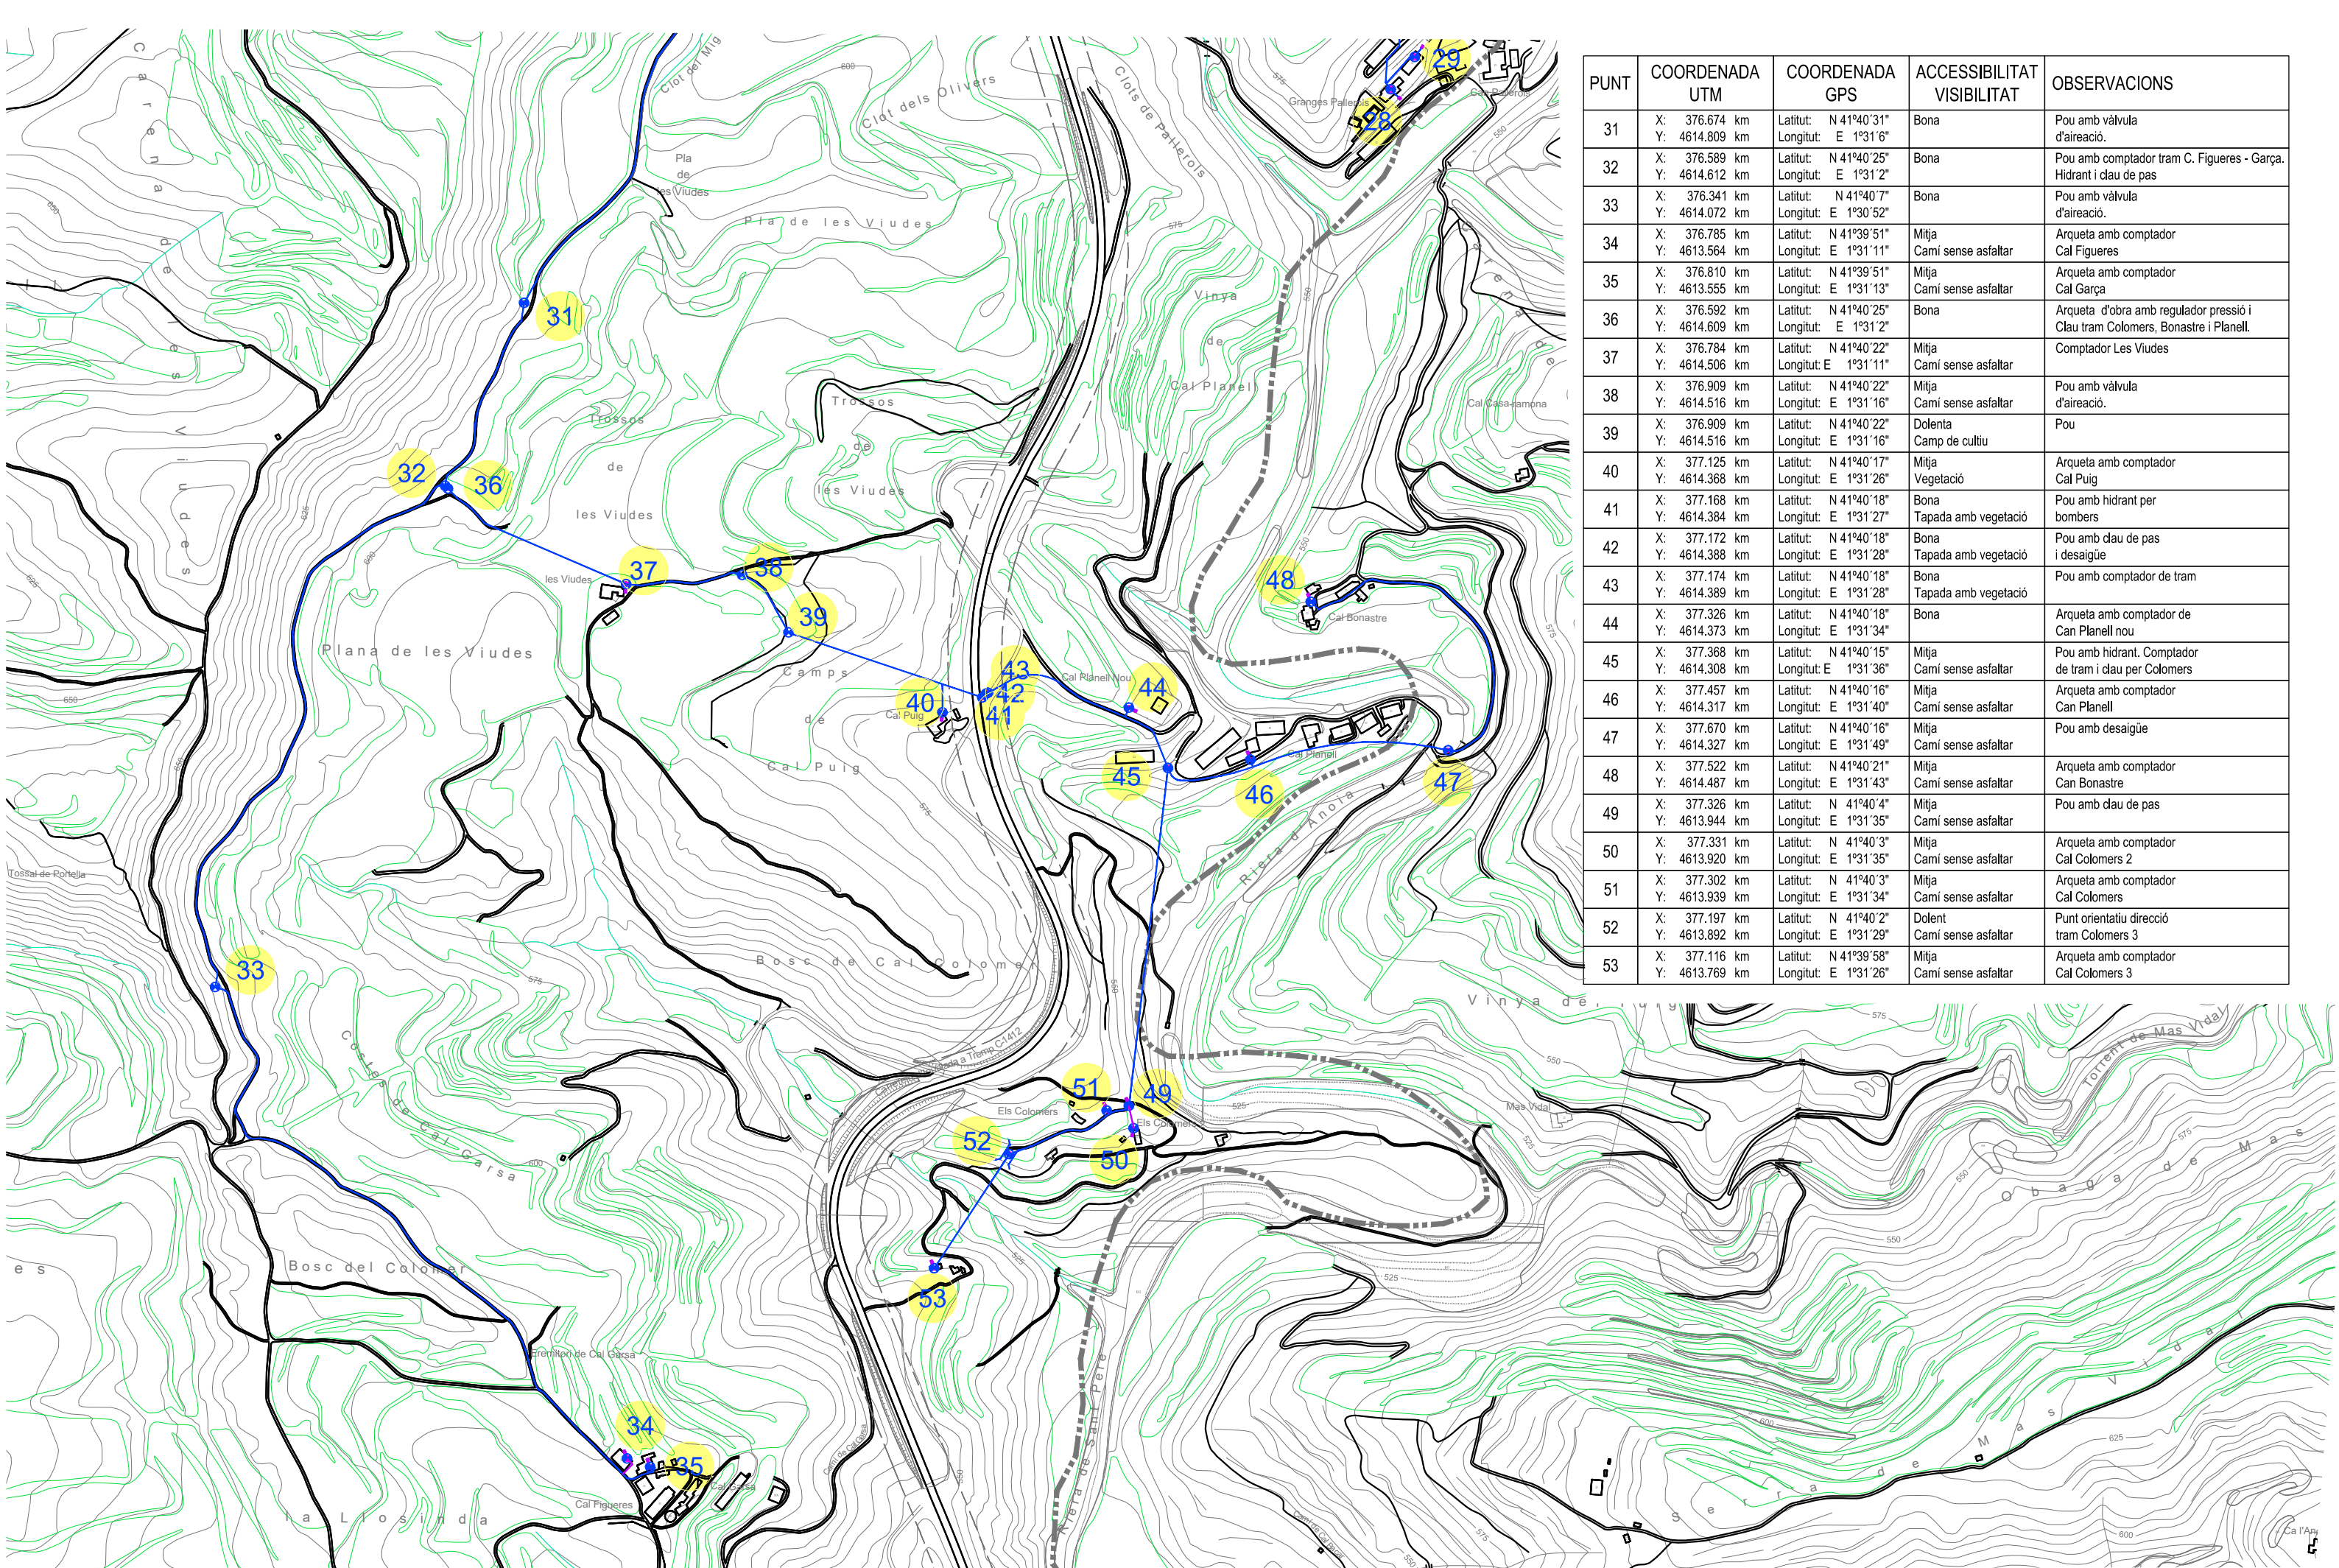 PUNT
COORDENADA UTM
COORDENADA GPS
ACCESSIBILITAT VISIBILITAT
OBSERVACIONS
31
X: 376.674 km
Y: 4614.809 km
Latitut: N 41º40´31"
Longitut: E 1º31´6"
Bona
Pou amb vàlvula
d'aireació.
32
X: 376.589 km
Y: 4614.612 km
Latitut: N 41º40´25"
Longitut: E 1º31´2"
Bona
Pou amb comptador tram C. Figueres - Garça.
Hidrant i clau de pas
33
X: 376.341 km
Y: 4614.072 km
Latitut: N 41º40´7"
Longitut: E 1º30´52"
Bona
Pou amb vàlvula
d'aireació.
34
X: 376.785 km
Y: 4613.564 km
Latitut: N 41º39´51"
Longitut: E 1º31´11"
Mitja
Camí sense asfaltar
Arqueta amb comptador
Cal Figueres
35
X: 376.810 km
Y: 4613.555 km
Latitut: N 41º39´51"
Longitut: E 1º31´13"
Mitja
Camí sense asfaltar
Arqueta amb comptador
Cal Garça
36
X: 376.592 km
Y: 4614.609 km
Latitut: N 41º40´25"
Longitut: E 1º31´2"
Bona
Arqueta d'obra amb regulador pressió i
Clau tram Colomers, Bonastre i Planell.
37
X: 376.784 km
Y: 4614.506 km
Latitut: N 41º40´22"
Longitut: E 1º31´11"
Mitja
Camí sense asfaltar
Comptador Les Viudes
38
X: 376.909 km
Y: 4614.516 km
Latitut: N 41º40´22"
Longitut: E 1º31´16"
Mitja
Camí sense asfaltar
Pou amb vàlvula
d'aireació.
39
X: 376.909 km
Y: 4614.516 km
Latitut: N 41º40´22"
Longitut: E 1º31´16"
Dolenta
Camp de cultiu
Pou
40
X: 377.125 km
Y: 4614.368 km
Latitut: N 41º40´17"
Longitut: E 1º31´26"
Mitja
Vegetació
Arqueta amb comptador
Cal Puig
41
X: 377.168 km
Y: 4614.384 km
Latitut: N 41º40´18"
Longitut: E 1º31´27"
Bona
Tapada amb vegetació
Pou amb hidrant per
bombers
42
X: 377.172 km
Y: 4614.388 km
Latitut: N 41º40´18"
Longitut: E 1º31´28"
Bona
Tapada amb vegetació
Pou amb clau de pas
i desaigüe
43
X: 377.174 km
Y: 4614.389 km
Latitut: N 41º40´18"
Longitut: E 1º31´28"
Bona
Tapada amb vegetació
Pou amb comptador de tram
44
X: 377.326 km
Y: 4614.373 km
Latitut: N 41º40´18"
Longitut: E 1º31´34"
Bona
Arqueta amb comptador de
Can Planell nou
45
X: 377.368 km
Y: 4614.308 km
Latitut: N 41º40´15"
Longitut: E 1º31´36"
Mitja
Camí sense asfaltar
Pou amb hidrant. Comptador
de tram i clau per Colomers
46
X: 377.457 km
Y: 4614.317 km
Latitut: N 41º40´16"
Longitut: E 1º31´40"
Mitja
Camí sense asfaltar
Arqueta amb comptador
Can Planell
47
X: 377.670 km
Y: 4614.327 km
Latitut: N 41º40´16"
Longitut: E 1º31´49"
Mitja
Camí sense asfaltar
Pou amb desaigüe
48
X: 377.522 km
Y: 4614.487 km
Latitut: N 41º40´21"
Longitut: E 1º31´43"
Mitja
Camí sense asfaltar
Arqueta amb comptador
Can Bonastre
49
X: 377.326 km
Y: 4613.944 km
Latitut: N 41º40´4"
Longitut: E 1º31´35"
Mitja
Camí sense asfaltar
Pou amb clau de pas
50
X: 377.331 km
Y: 4613.920 km
Latitut: N 41º40´3"
Longitut: E 1º31´35"
Mitja
Camí sense asfaltar
Arqueta amb comptador
Cal Colomers 2
51
X: 377.302 km
Y: 4613.939 km
Latitut: N 41º40´3"
Longitut: E 1º31´34"
Mitja
Camí sense asfaltar
Arqueta amb comptador
Cal Colomers
52
X: 377.197 km
Y: 4613.892 km
Latitut: N 41º40´2"
Longitut: E 1º31´29"
Dolent
Camí sense asfaltar
Punt orientatiu direcció
tram Colomers 3
53
X: 377.116 km
Y: 4613.769 km
Latitut: N 41º39´58"
Longitut: E 1º31´26"
Mitja
Camí sense asfaltar
Arqueta amb comptador
Cal Colomers 3
Carena de les Viudes
Clot del Mig
600
Clot dels Olivers
Clots de Pallerols
Granges Pallerols
29
28
Pla
de
les Viudes
Pla de les Viudes
31
Vinya
de
Cal Planell
Cal Casa-ramona
Trossos
de
les Viudes
Trossos
de
les Viudes
32
36
les Viudes
37
38
39
48
Cal Bonastre
Plana de les Viudes
Camps
de
Cal Puig
40
Cal Puig
43
42
41
Cal Planell Nou
44
45
46
Cal Planell
47
Riera d'Anoia
Tossal de Portella
33
Bosc de Cal Colomer
Costes de Cal Garsa
51
49
Els Colomers
Els Colomers
52
50
53
Mas Vidal
Torrent de Mas Vidal
Obaga de Mas
Bosc del Colomer
Eremitori de Cal Garsa
34
35
Cal Figueres
Cal Garsa
la Llosinda
Riera de Sant Pere
Serra de Mas Vidal